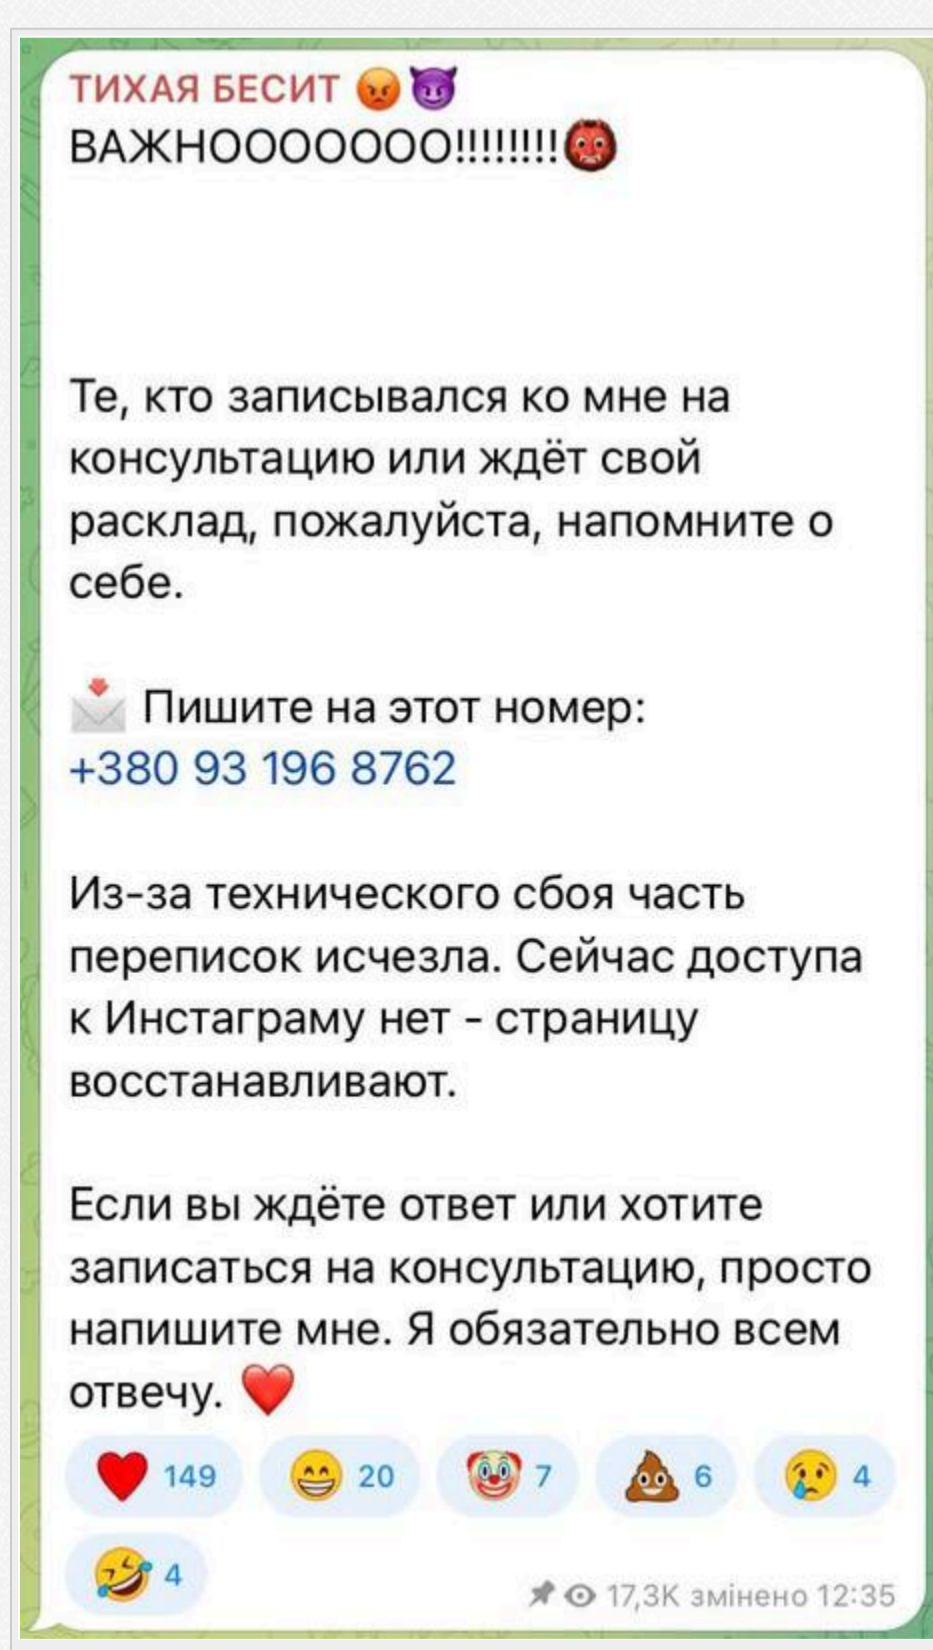 ТИХАЯ БЕСИТ 😡😈
ВАЖНООООООО!!!!!!!!👹
Те, кто записывался ко мне на
консультацию или ждёт свой
расклад, пожалуйста, напомните о
себе.
📩 Пишите на этот номер:
+380 93 196 8762
Из-за технического сбоя часть
переписок исчезла. Сейчас доступа
к Инстаграму нет - страницу
восстанавливают.
Если вы ждёте ответ или хотите
записаться на консультацию, просто
напишите мне. Я обязательно всем
отвечу. ❤️
❤️ 149 😁 20 🤡 7 💩 6 😢 4
🤣 4
17,3K змінено 12:35